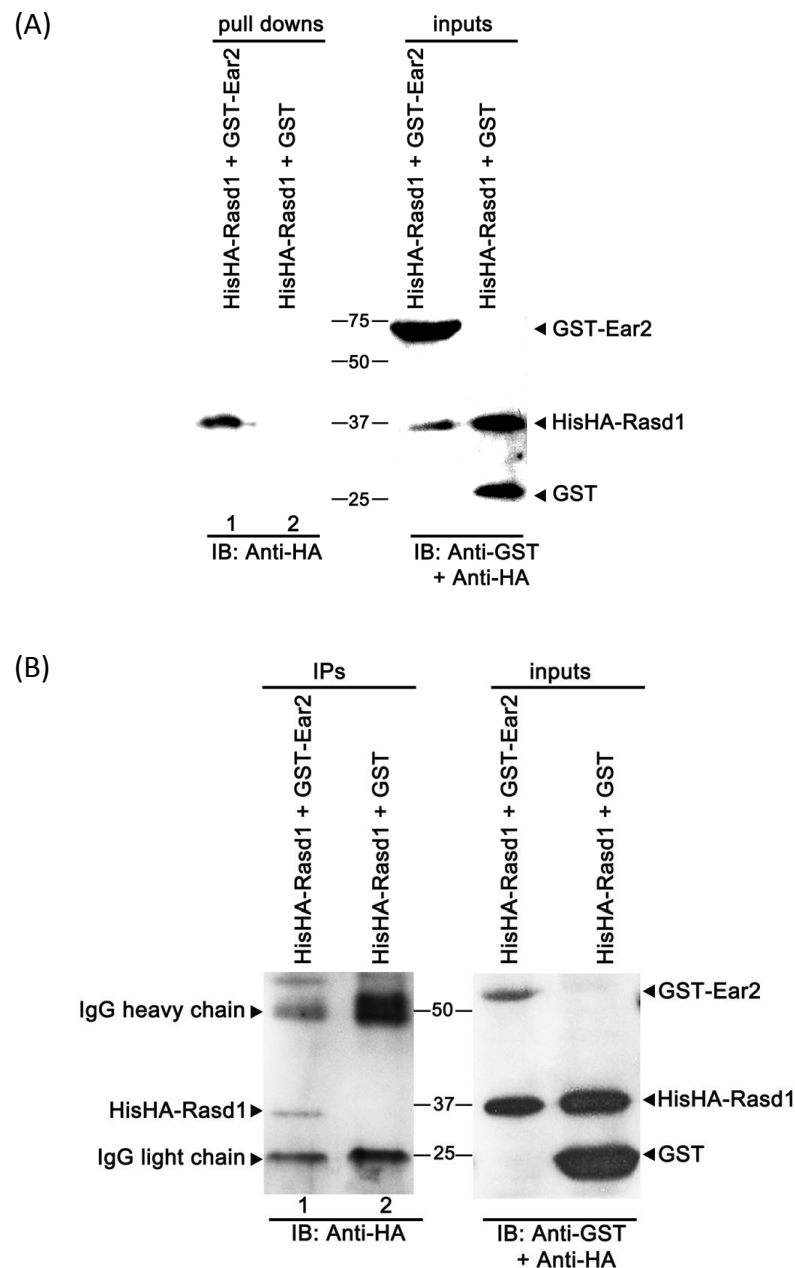 (A)
pull downs
inputs
HisHA-Rasd1 + GST-Ear2
HisHA-Rasd1 + GST
HisHA-Rasd1 + GST-Ear2
HisHA-Rasd1 + GST
75
GST-Ear2
50
37
HisHA-Rasd1
25
GST
1 2
IB: Anti-HA
IB: Anti-GST
+ Anti-HA
(B)
IPs
inputs
HisHA-Rasd1 + GST-Ear2
HisHA-Rasd1 + GST
HisHA-Rasd1 + GST-Ear2
HisHA-Rasd1 + GST
GST-Ear2
IgG heavy chain
50
HisHA-Rasd1
37
HisHA-Rasd1
IgG light chain
25
GST
1 2
IB: Anti-HA
IB: Anti-GST
+ Anti-HA